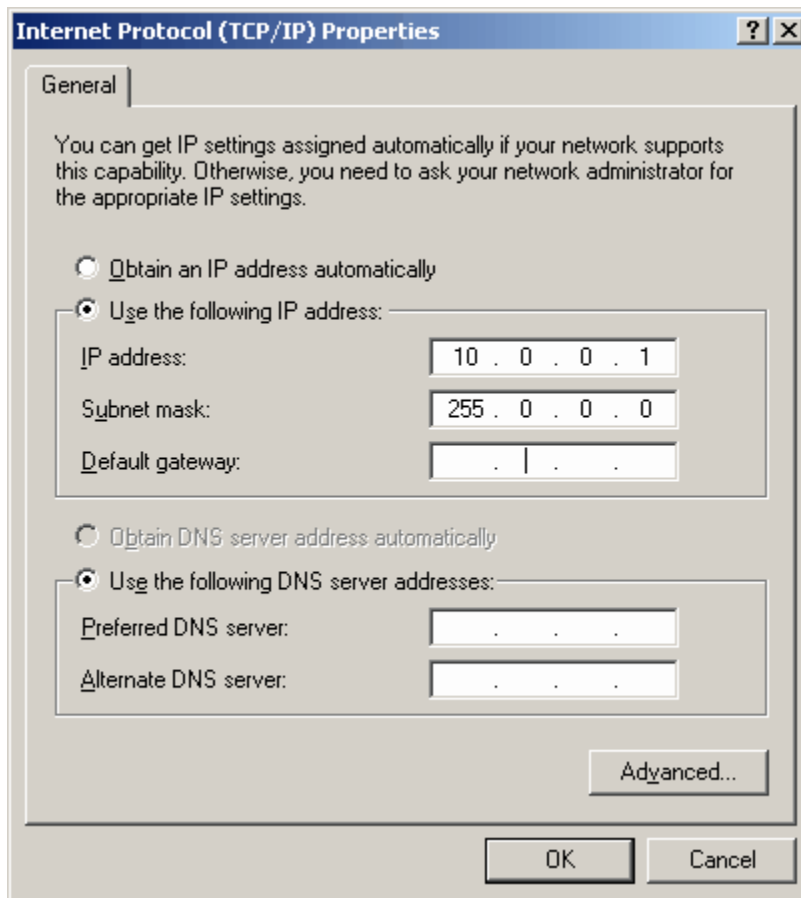 Internet Protocol (TCP/IP) Properties
General
You can get IP settings assigned automatically if your network supports
this capability. Otherwise, you need to ask your network administrator for
the appropriate IP settings.
Obtain an IP address automatically
Use the following IP address:
IP address: 10 . 0 . 0 . 1
Subnet mask: 255 . 0 . 0 . 0
Default gateway: . . .
Obtain DNS server address automatically
Use the following DNS server addresses:
Preferred DNS server: . . .
Alternate DNS server: . . .
Advanced...
OK Cancel